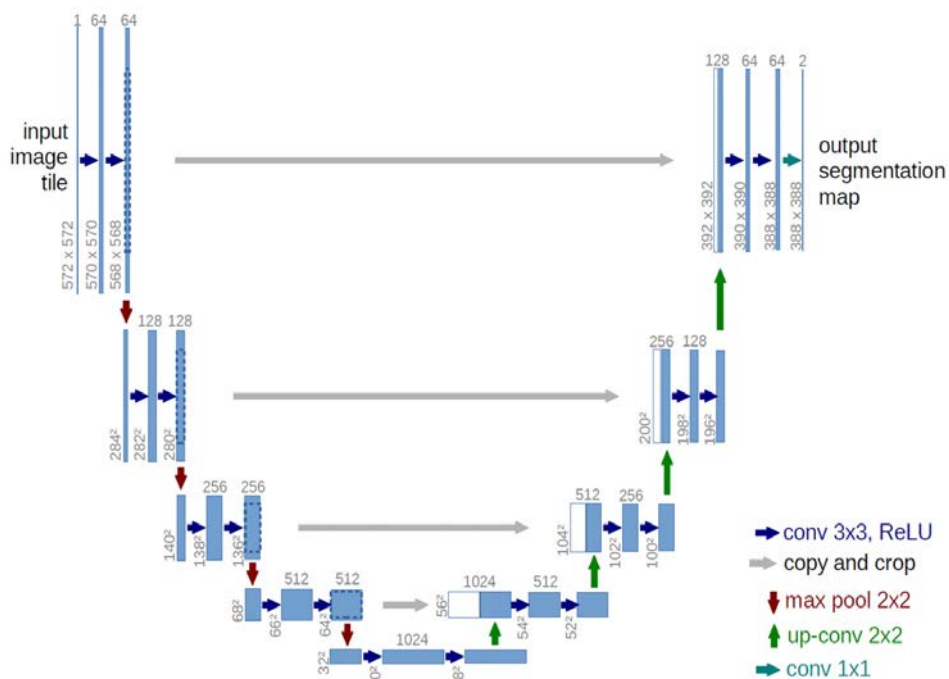 1 64 64
input
image
tile
572 x 572
570 x 570
568 x 568
128 64 64 2
output
segmentation
map
392 x 392
390 x 390
388 x 388
388 x 388
128 128
284²
282²
280²
256 128
200²
198²
196²
256 256
140²
138²
136²
512 256
104²
102²
100²
512 512
68²
66²
64²
1024 512
56²
54²
52²
1024
32²
0²
8²
conv 3x3, ReLU
copy and crop
max pool 2x2
up-conv 2x2
conv 1x1